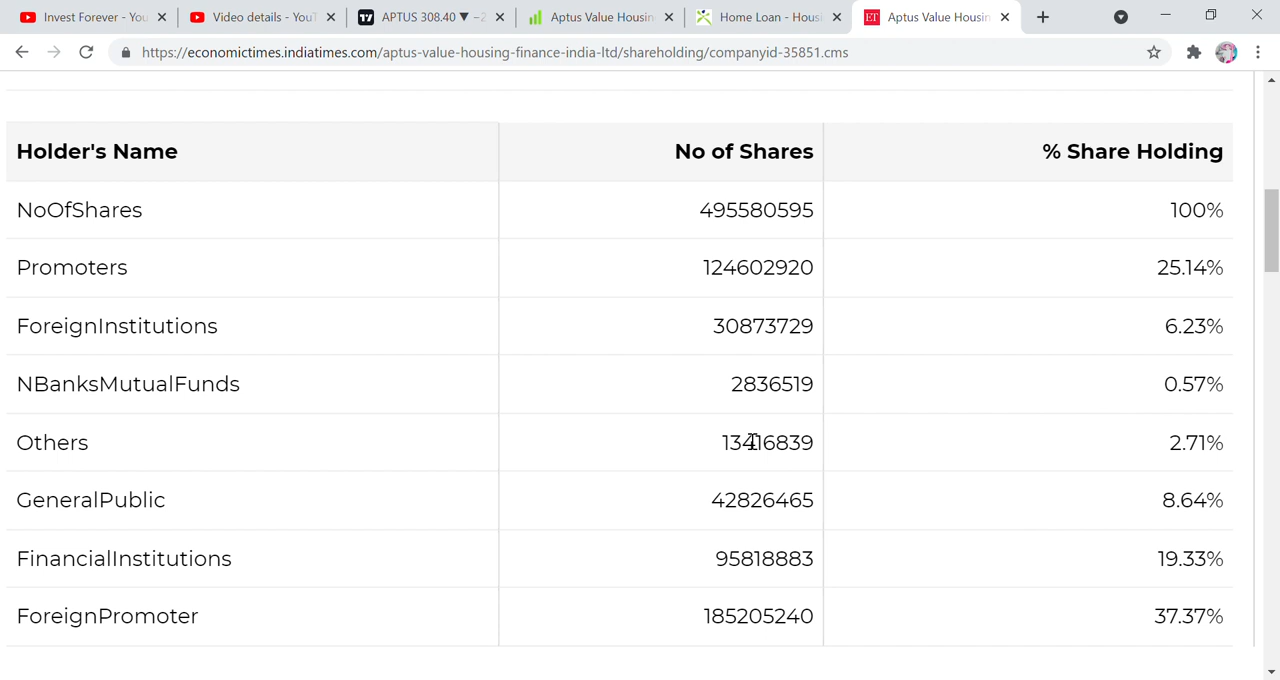 Invest Forever - You
Video details - YouT
APTUS 308.40 ▼ −2
Aptus Value Housin
Home Loan - Housi
Aptus Value Housin
https://economictimes.indiatimes.com/aptus-value-housing-finance-india-ltd/shareholding/companyid-35851.cms
Holder's Name No of Shares % Share Holding
NoOfShares 495580595 100%
Promoters 124602920 25.14%
ForeignInstitutions 30873729 6.23%
NBanksMutualFunds 2836519 0.57%
Others 13416839 2.71%
GeneralPublic 42826465 8.64%
FinancialInstitutions 95818883 19.33%
ForeignPromoter 185205240 37.37%